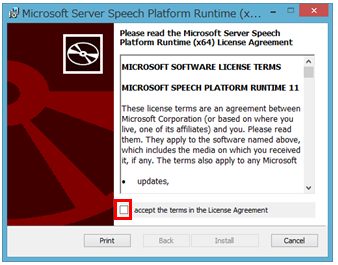 Microsoft Server Speech Platform Runtime (x...
Please read the Microsoft Server Speech
Platform Runtime (x64) License Agreement
MICROSOFT SOFTWARE LICENSE TERMS
MICROSOFT SPEECH PLATFORM RUNTIME 11
These license terms are an agreement between
Microsoft Corporation (or based on where you
live, one of its affiliates) and you. Please read
them. They apply to the software named above,
which includes the media on which you received
it, if any. The terms also apply to any Microsoft
• updates,
accept the terms in the License Agreement
Print
Back
Install
Cancel